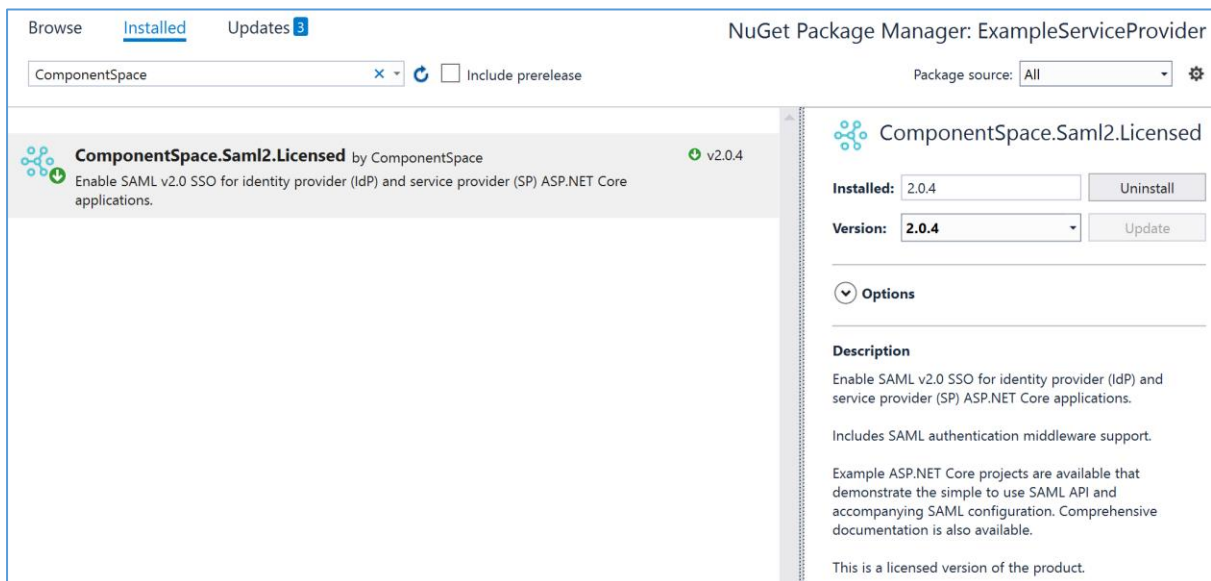 Browse Installed Updates 3
NuGet Package Manager: ExampleServiceProvider
ComponentSpace
Include prerelease
Package source: All
ComponentSpace.Saml2.Licensed by ComponentSpace
v2.0.4
Enable SAML v2.0 SSO for identity provider (IdP) and service provider (SP) ASP.NET Core
applications.
ComponentSpace.Saml2.Licensed
Installed: 2.0.4 Uninstall
Version: 2.0.4 Update
Options
Description
Enable SAML v2.0 SSO for identity provider (IdP) and
service provider (SP) ASP.NET Core applications.
Includes SAML authentication middleware support.
Example ASP.NET Core projects are available that
demonstrate the simple to use SAML API and
accompanying SAML configuration. Comprehensive
documentation is also available.
This is a licensed version of the product.